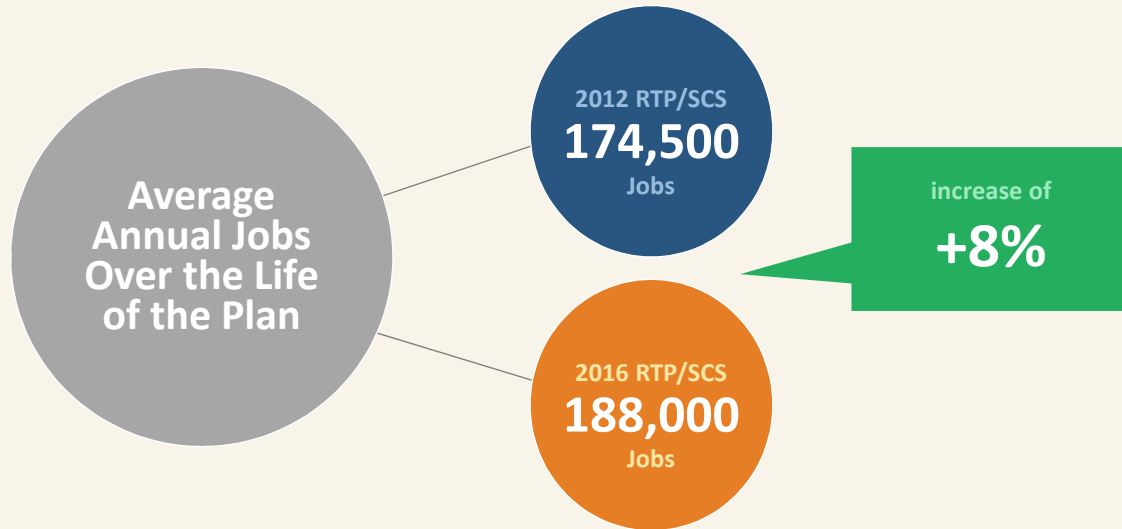 Average
Annual Jobs
Over the Life
of the Plan
2012 RTP/SCS
174,500
Jobs
2016 RTP/SCS
188,000
Jobs
increase of
+8%